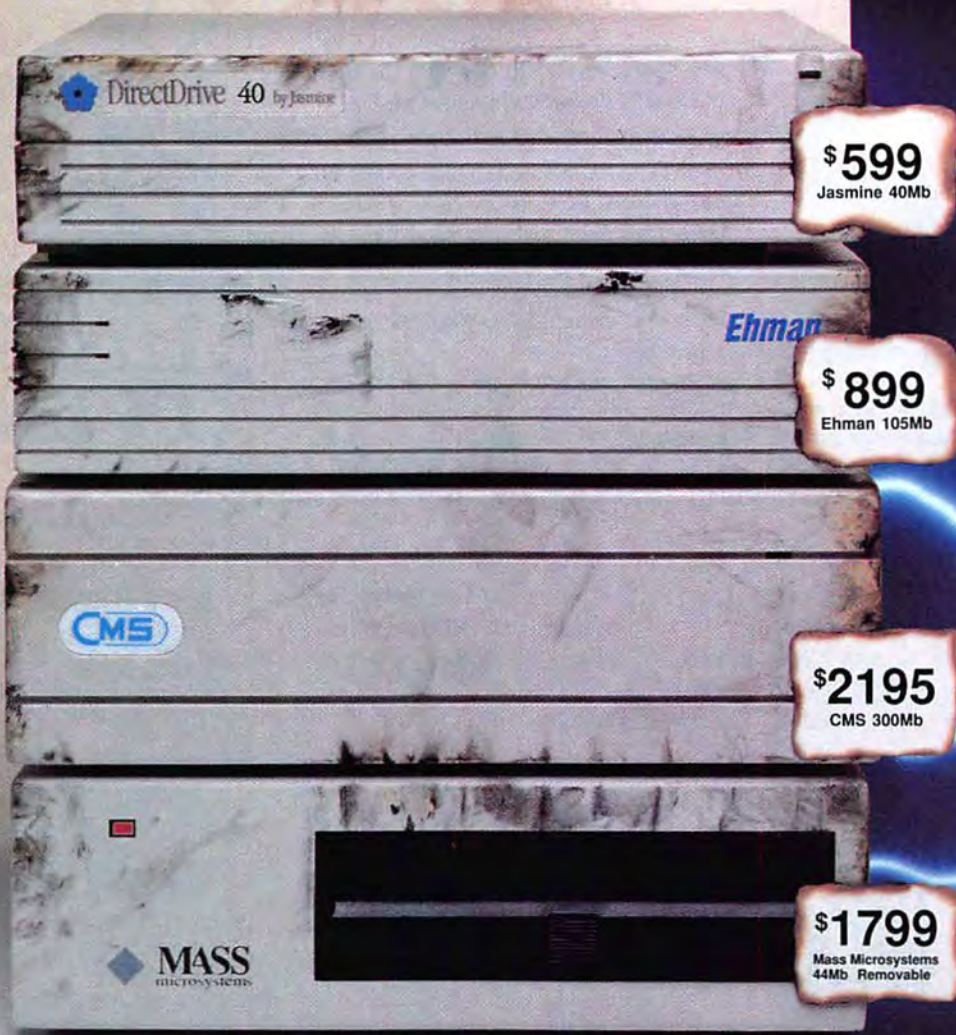 DirectDrive 40 by Jasmine
$599
Jasmine 40Mb
Ehman
$899
Ehman 105Mb
CMS
$2195
CMS 300Mb
MASS
microsystems
$1799
Mass Microsystems
44Mb Removable